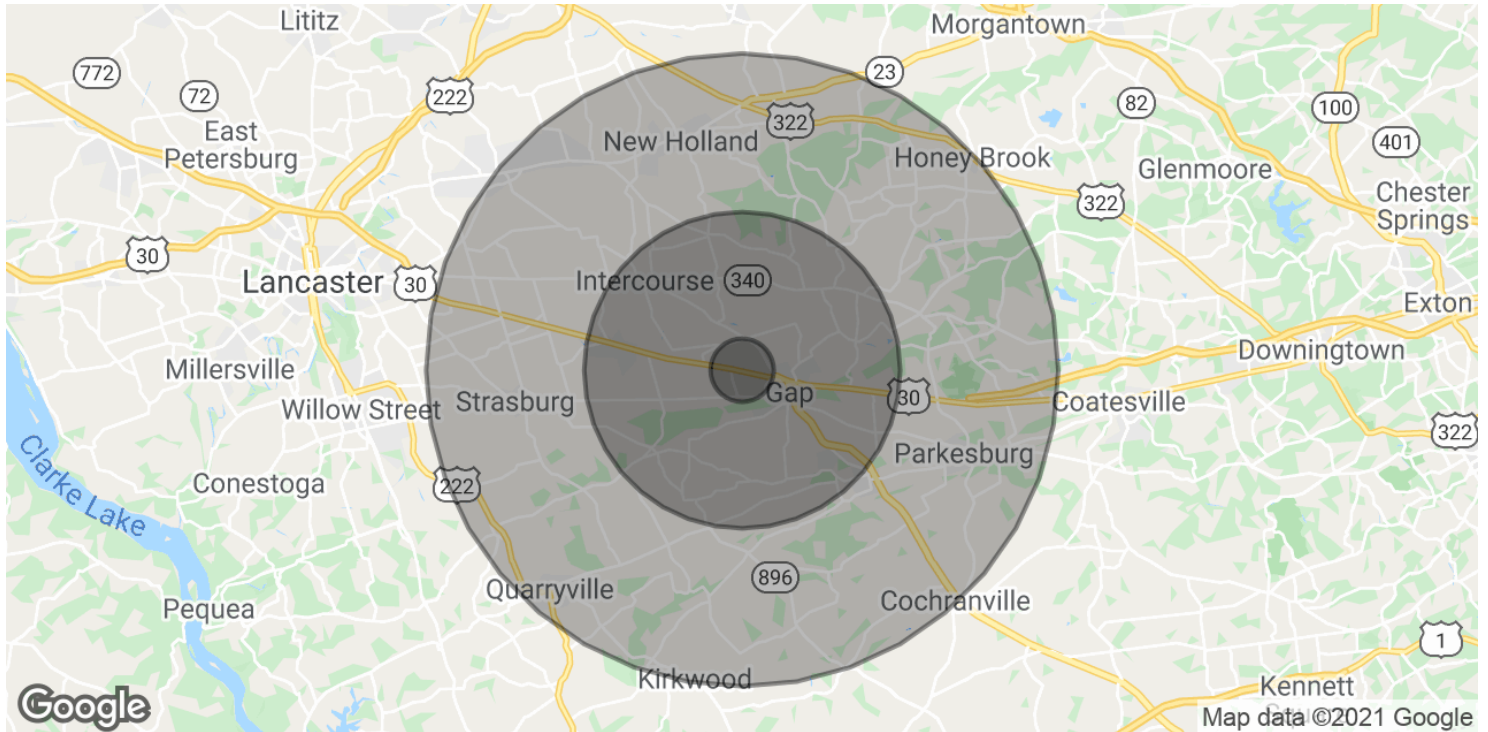 Lititz
Morgantown
772
72
222
23
82
100
322
401
East
Petersburg
New Holland
Honey Brook
Glenmoore
Chester
Springs
322
30
Lancaster
30
Intercourse
340
Exton
Downingtown
Millersville
Willow Street
Strasburg
Gap
30
Coatesville
322
Parkesburg
Conestoga
222
Clarke Lake
896
Quarryville
Cochranville
Pequea
1
Kirkwood
Kennett
Google
Map data ©2021 Google